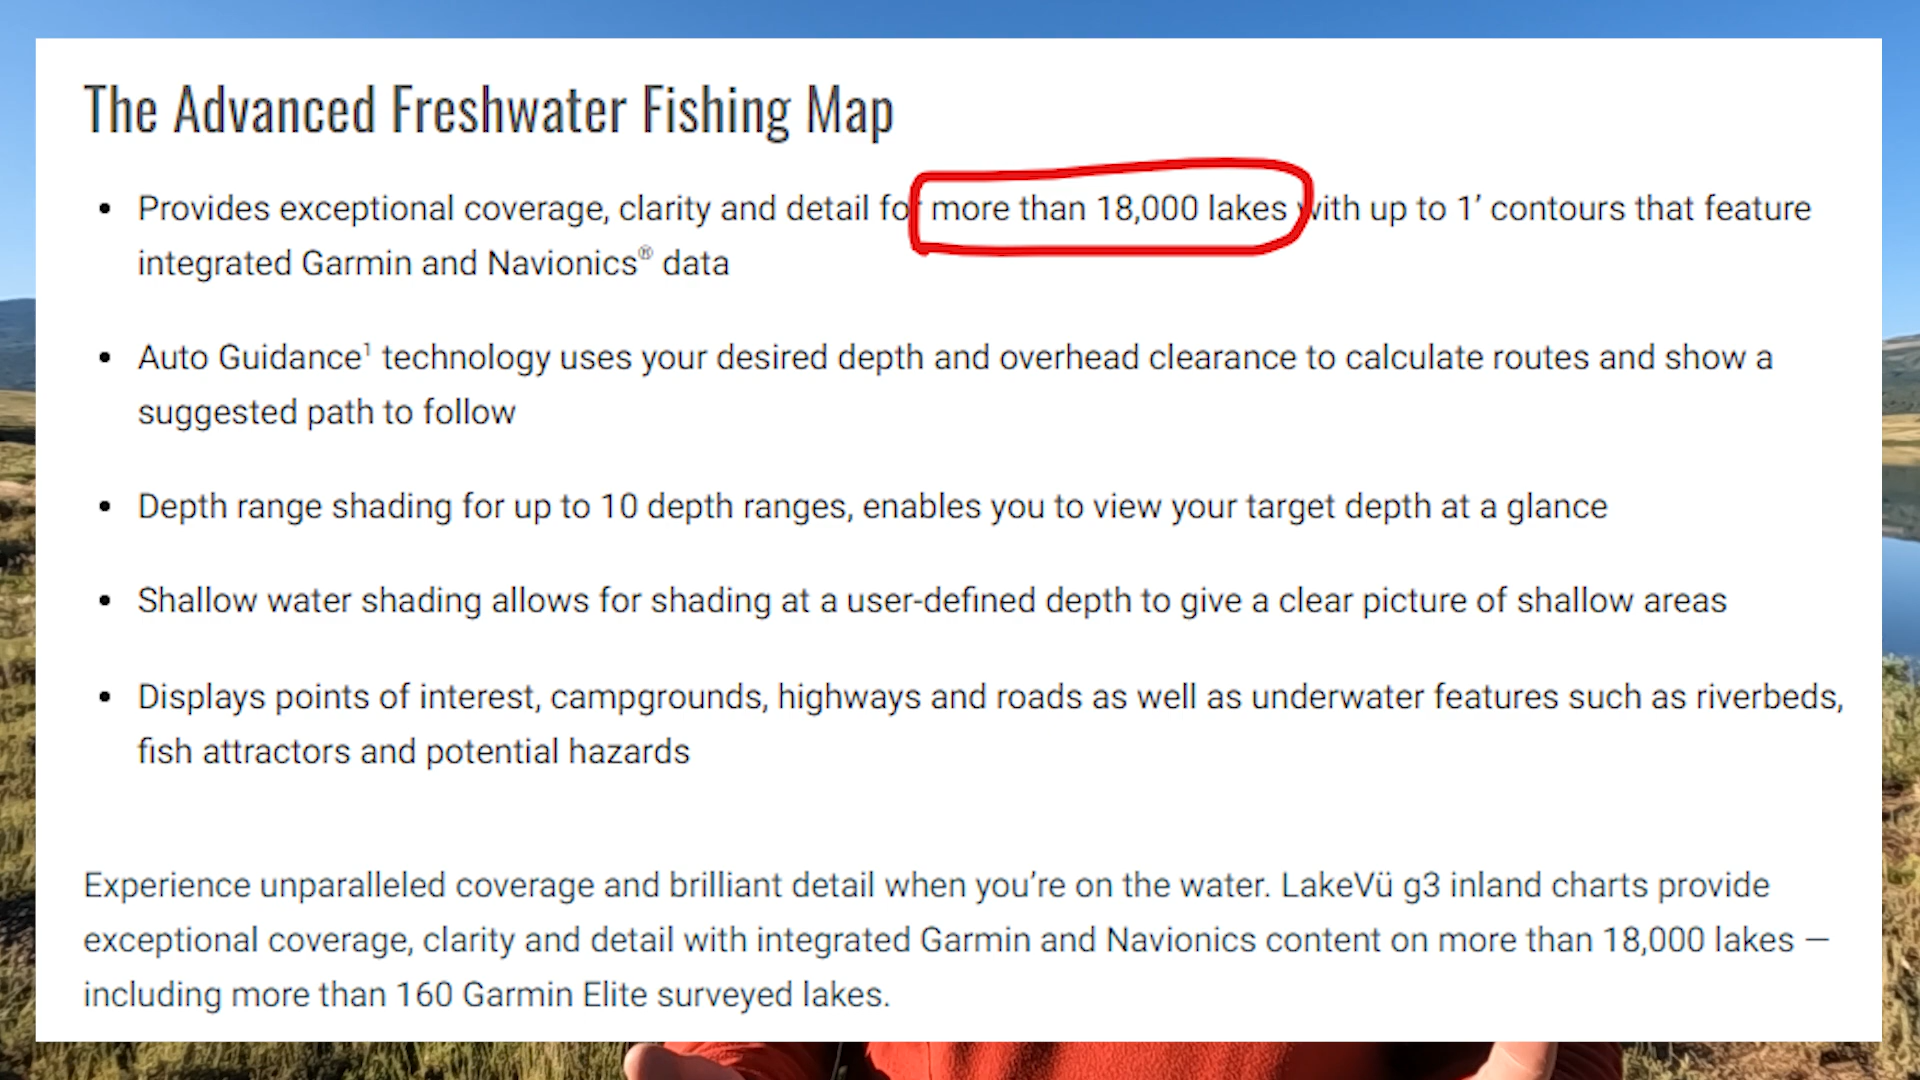 The Advanced Freshwater Fishing Map
• Provides exceptional coverage, clarity and detail for more than 18,000 lakes with up to 1’ contours that feature
integrated Garmin and Navionics® data
• Auto Guidance¹ technology uses your desired depth and overhead clearance to calculate routes and show a
suggested path to follow
• Depth range shading for up to 10 depth ranges, enables you to view your target depth at a glance
• Shallow water shading allows for shading at a user-defined depth to give a clear picture of shallow areas
• Displays points of interest, campgrounds, highways and roads as well as underwater features such as riverbeds,
fish attractors and potential hazards
Experience unparalleled coverage and brilliant detail when you’re on the water. LakeVü g3 inland charts provide
exceptional coverage, clarity and detail with integrated Garmin and Navionics content on more than 18,000 lakes —
including more than 160 Garmin Elite surveyed lakes.